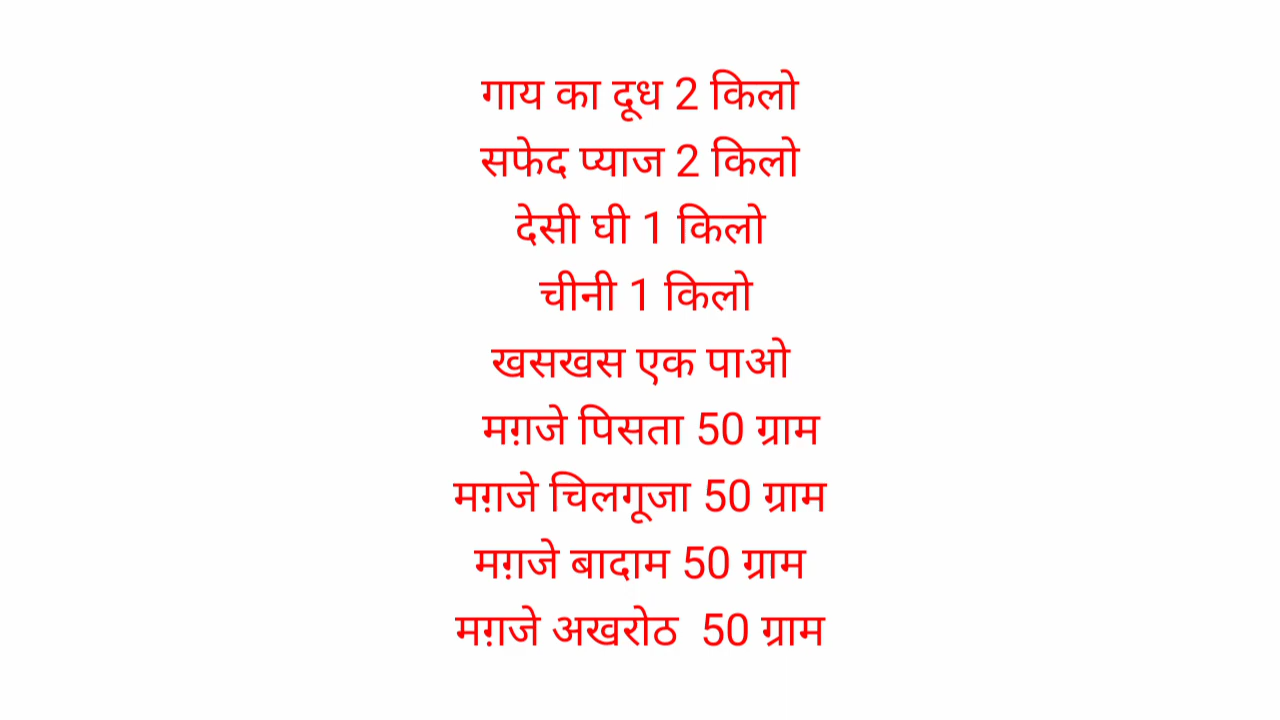 गाय का दूध 2 किलो
सफेद प्याज 2 किलो
देसी घी 1 किलो
चीनी 1 किलो
खसखस एक पाओ
मग़जे पिसता 50 ग्राम
मग़जे चिलगूजा 50 ग्राम
मग़जे बादाम 50 ग्राम
मग़जे अखरोठ 50 ग्राम